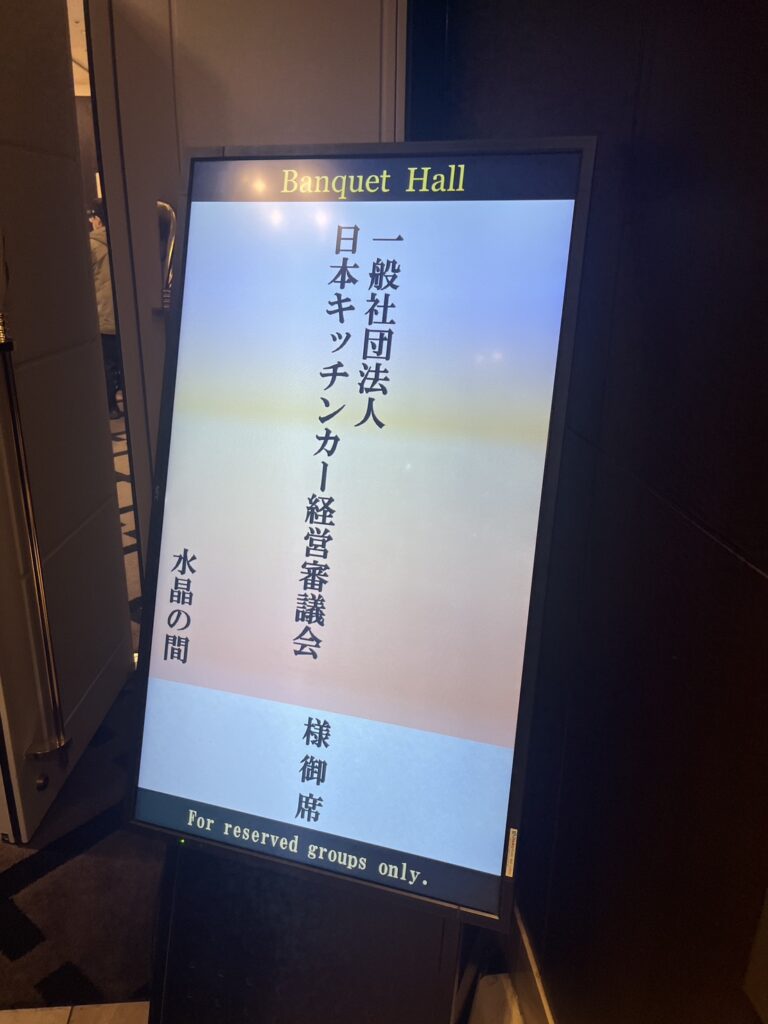 Banquet Hall
一般社団法人
日本キッチンカー経営審議会
様御席
水晶の間
For reserved groups only.